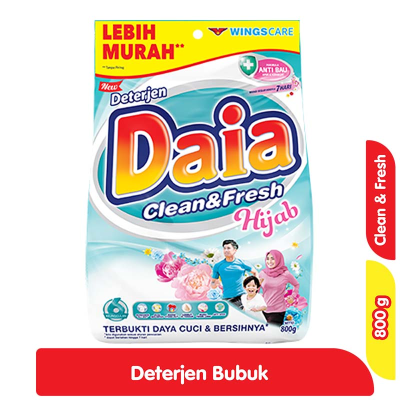 LEBIH
MURAH**
WINGSCARE
ANTI BAU
7 HARI
New
Deterjen
Daia
Clean&Fresh
Hijab
TERBUKTI DAYA CUCI & BERSIHNYA*
800g
Clean & Fresh
800 g
Deterjen Bubuk